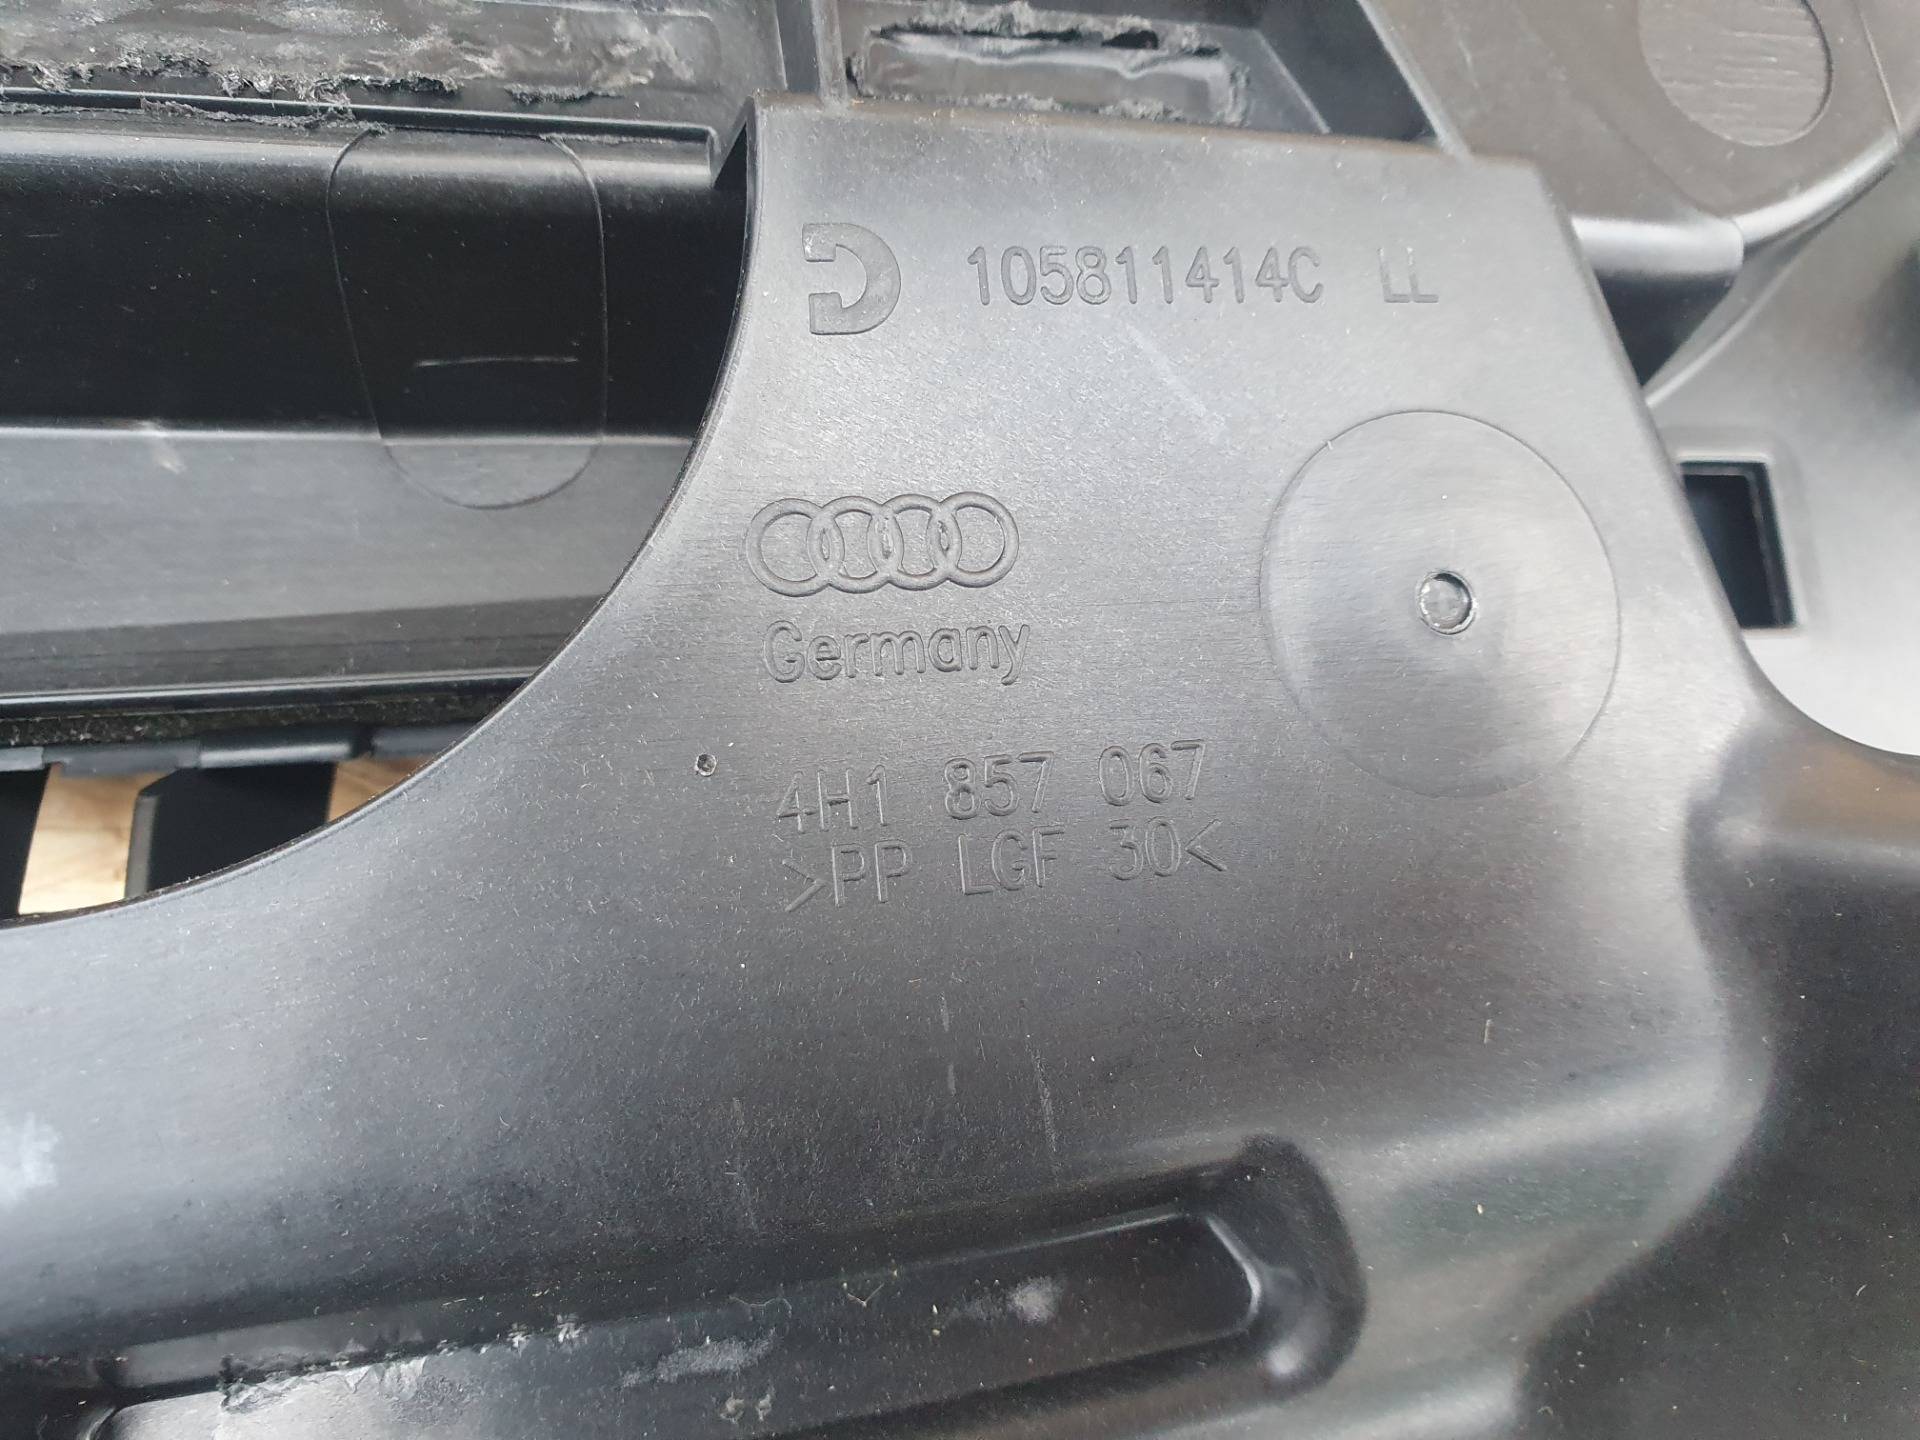 105811414C LL
Germany
4H1 857 067
>PP LGF 30<